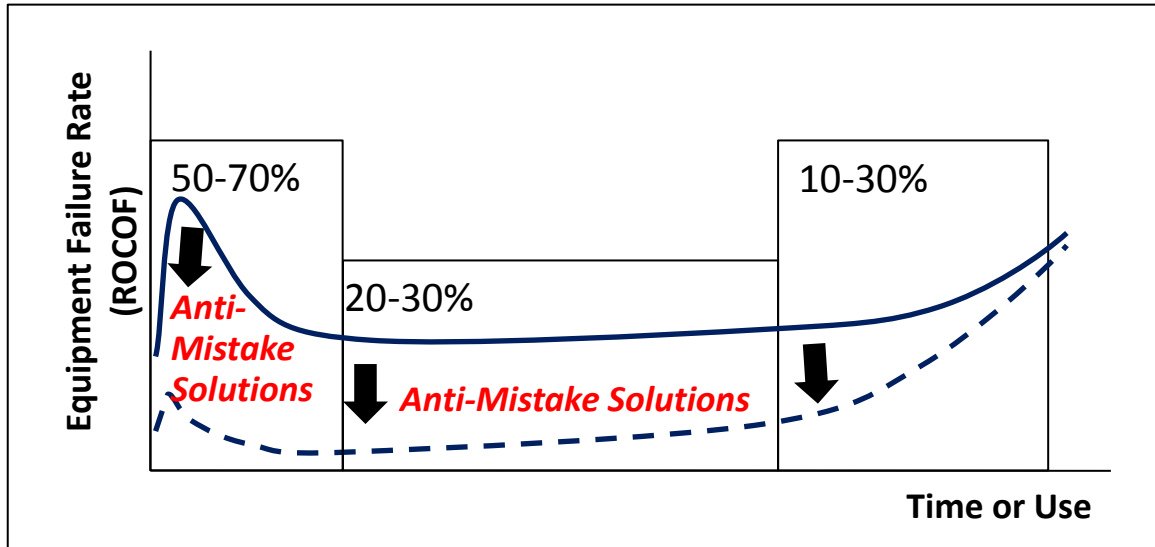 Equipment Failure Rate
(ROCOF)
50-70%
Anti-
Mistake
Solutions
20-30%
Anti-Mistake Solutions
10-30%
Time or Use